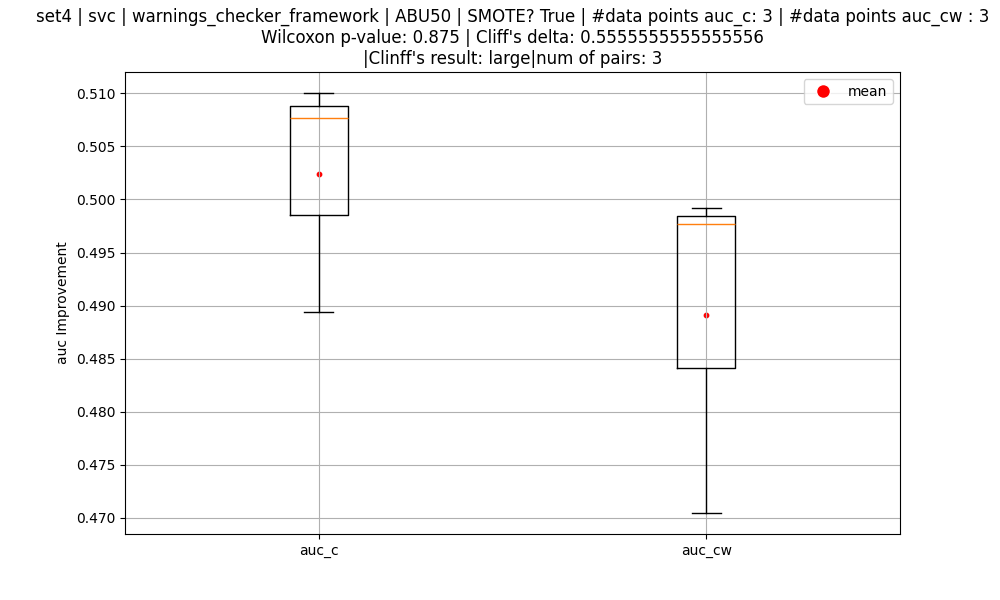 set4 | svc | warnings_checker_framework | ABU50 | SMOTE? True | #data points auc_c: 3 | #data points auc_cw : 3
Wilcoxon p-value: 0.875 | Cliff's delta: 0.5555555555555556
|Clinff's result: large|num of pairs: 3
mean
0.510
0.505
0.500
0.495
0.490
0.485
0.480
0.475
0.470
auc Improvement
auc_c
auc_cw